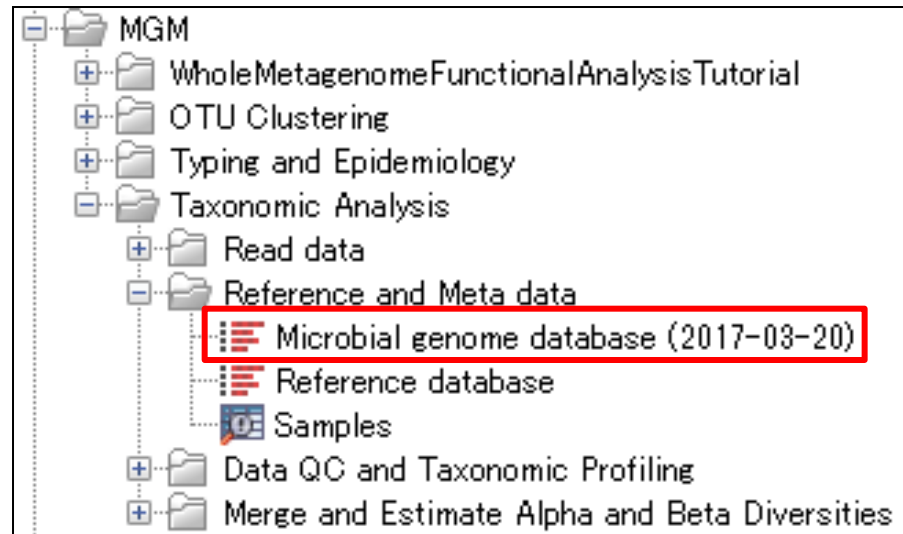 MGM
WholeMetagenomeFunctionalAnalysisTutorial
OTU Clustering
Typing and Epidemiology
Taxonomic Analysis
Read data
Reference and Meta data
Microbial genome database (2017-03-20)
Reference database
Samples
Data QC and Taxonomic Profiling
Merge and Estimate Alpha and Beta Diversities